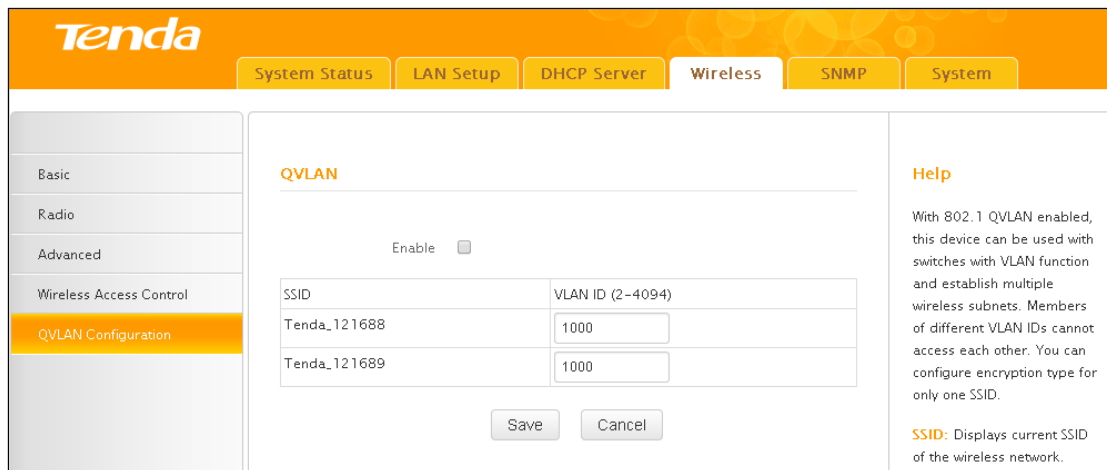 Tenda
System Status
LAN Setup
DHCP Server
Wireless
SNMP
System
Basic
Radio
Advanced
Wireless Access Control
QVLAN Configuration
QVLAN
Enable
SSID
VLAN ID (2-4094)
Tenda_121688
1000
Tenda_121689
1000
Save
Cancel
Help
With 802.1 QVLAN enabled,
this device can be used with
switches with VLAN function
and establish multiple
wireless subnets. Members
of different VLAN IDs cannot
access each other. You can
configure encryption type for
only one SSID.
SSID: Displays current SSID
of the wireless network.